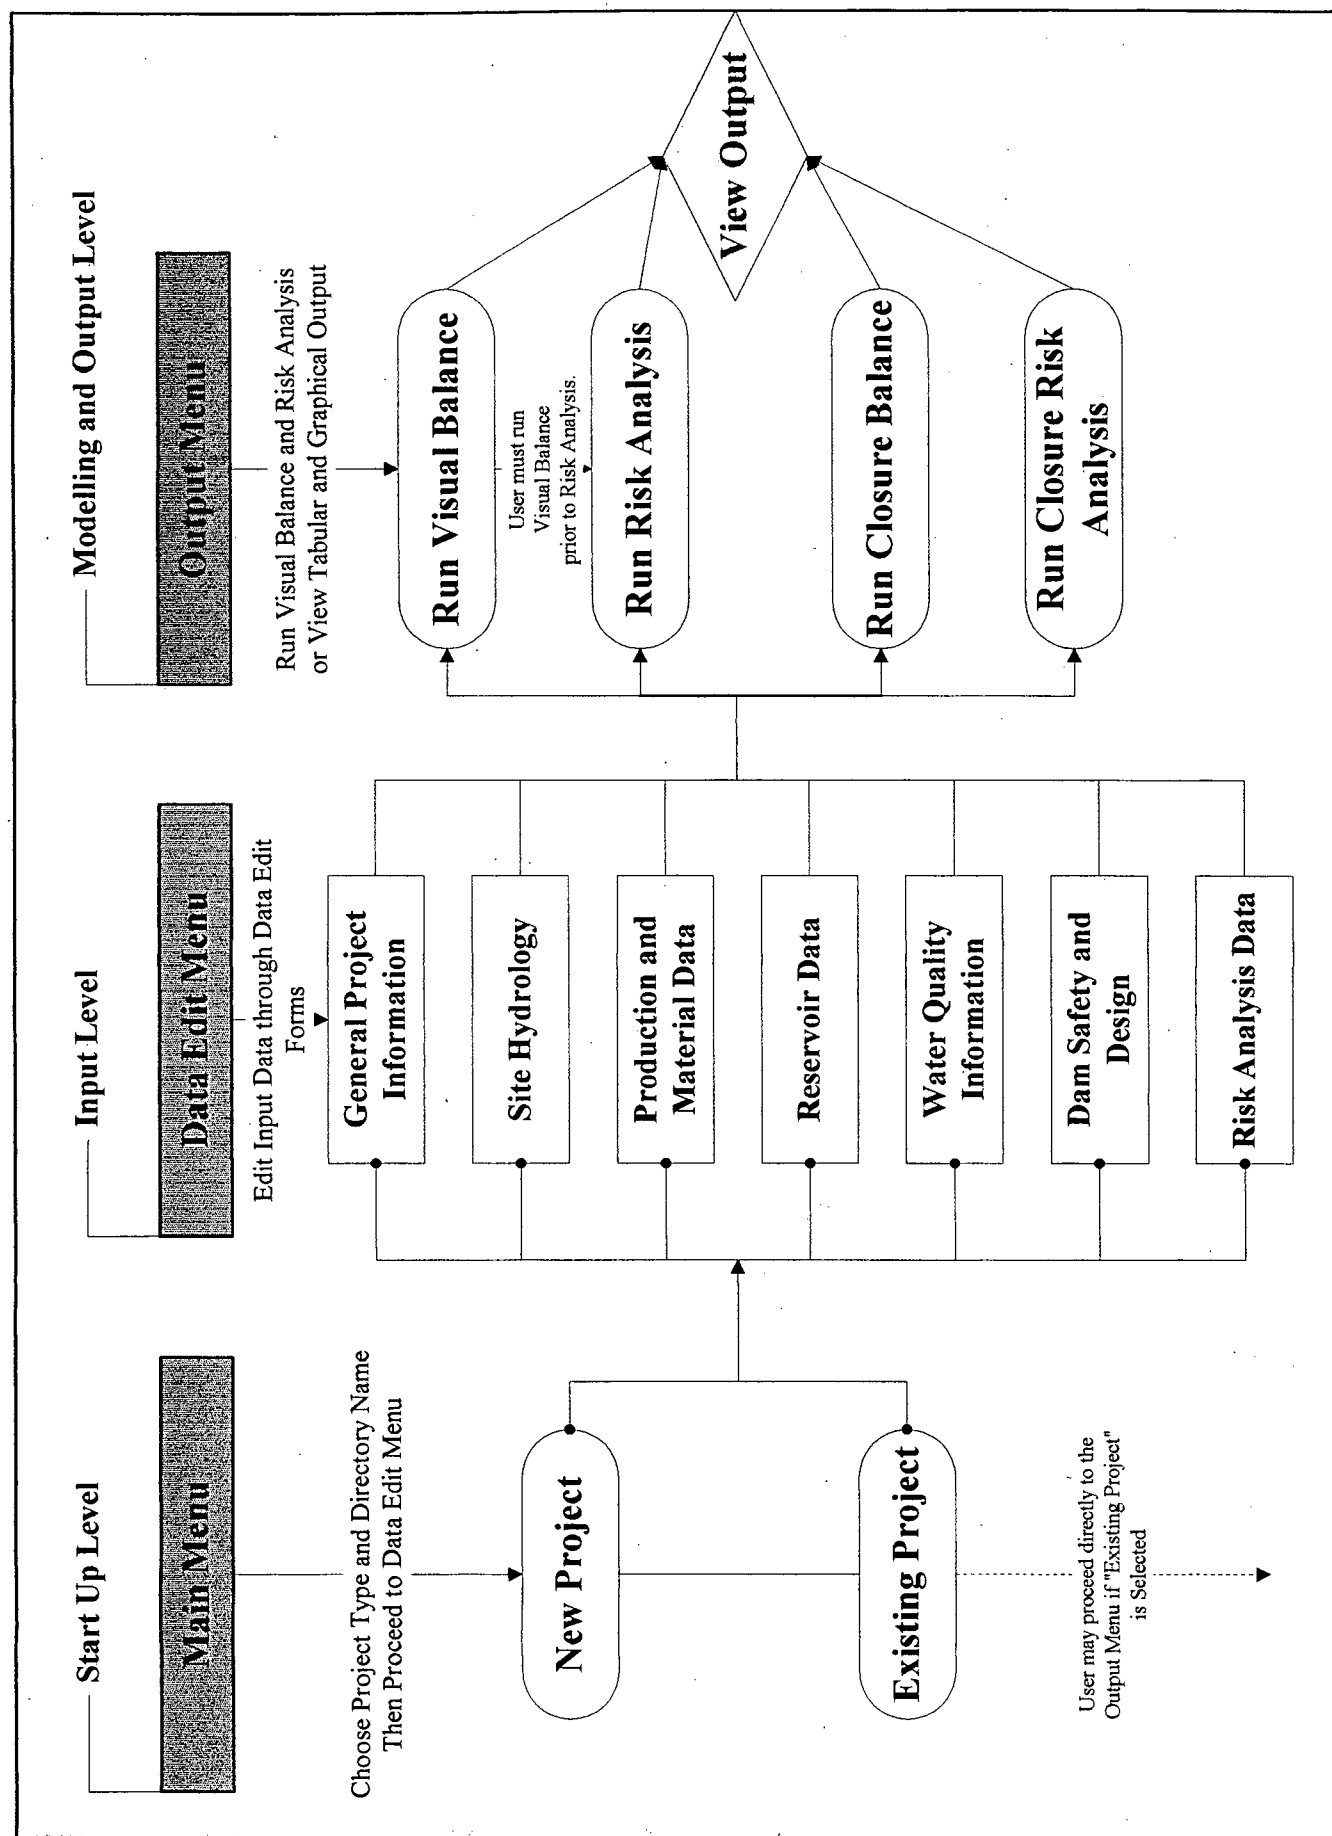 Start Up Level
Main Menu
Choose Project Type and Directory Name
Then Proceed to Data Edit Menu
New Project
Existing Project
User may proceed directly to the
Output Menu if "Existing Project"
is Selected
Input Level
Data Edit Menu
Edit Input Data through Data Edit
Forms
General Project
Information
Site Hydrology
Production and
Material Data
Reservoir Data
Water Quality
Information
Dam Safety and
Design
Risk Analysis Data
Modelling and Output Level
Output Menu
Run Visual Balance and Risk Analysis
or View Tabular and Graphical Output
Run Visual Balance
User must run
Visual Balance
prior to Risk Analysis.
Run Risk Analysis
Run Closure Balance
Run Closure Risk
Analysis
View Output